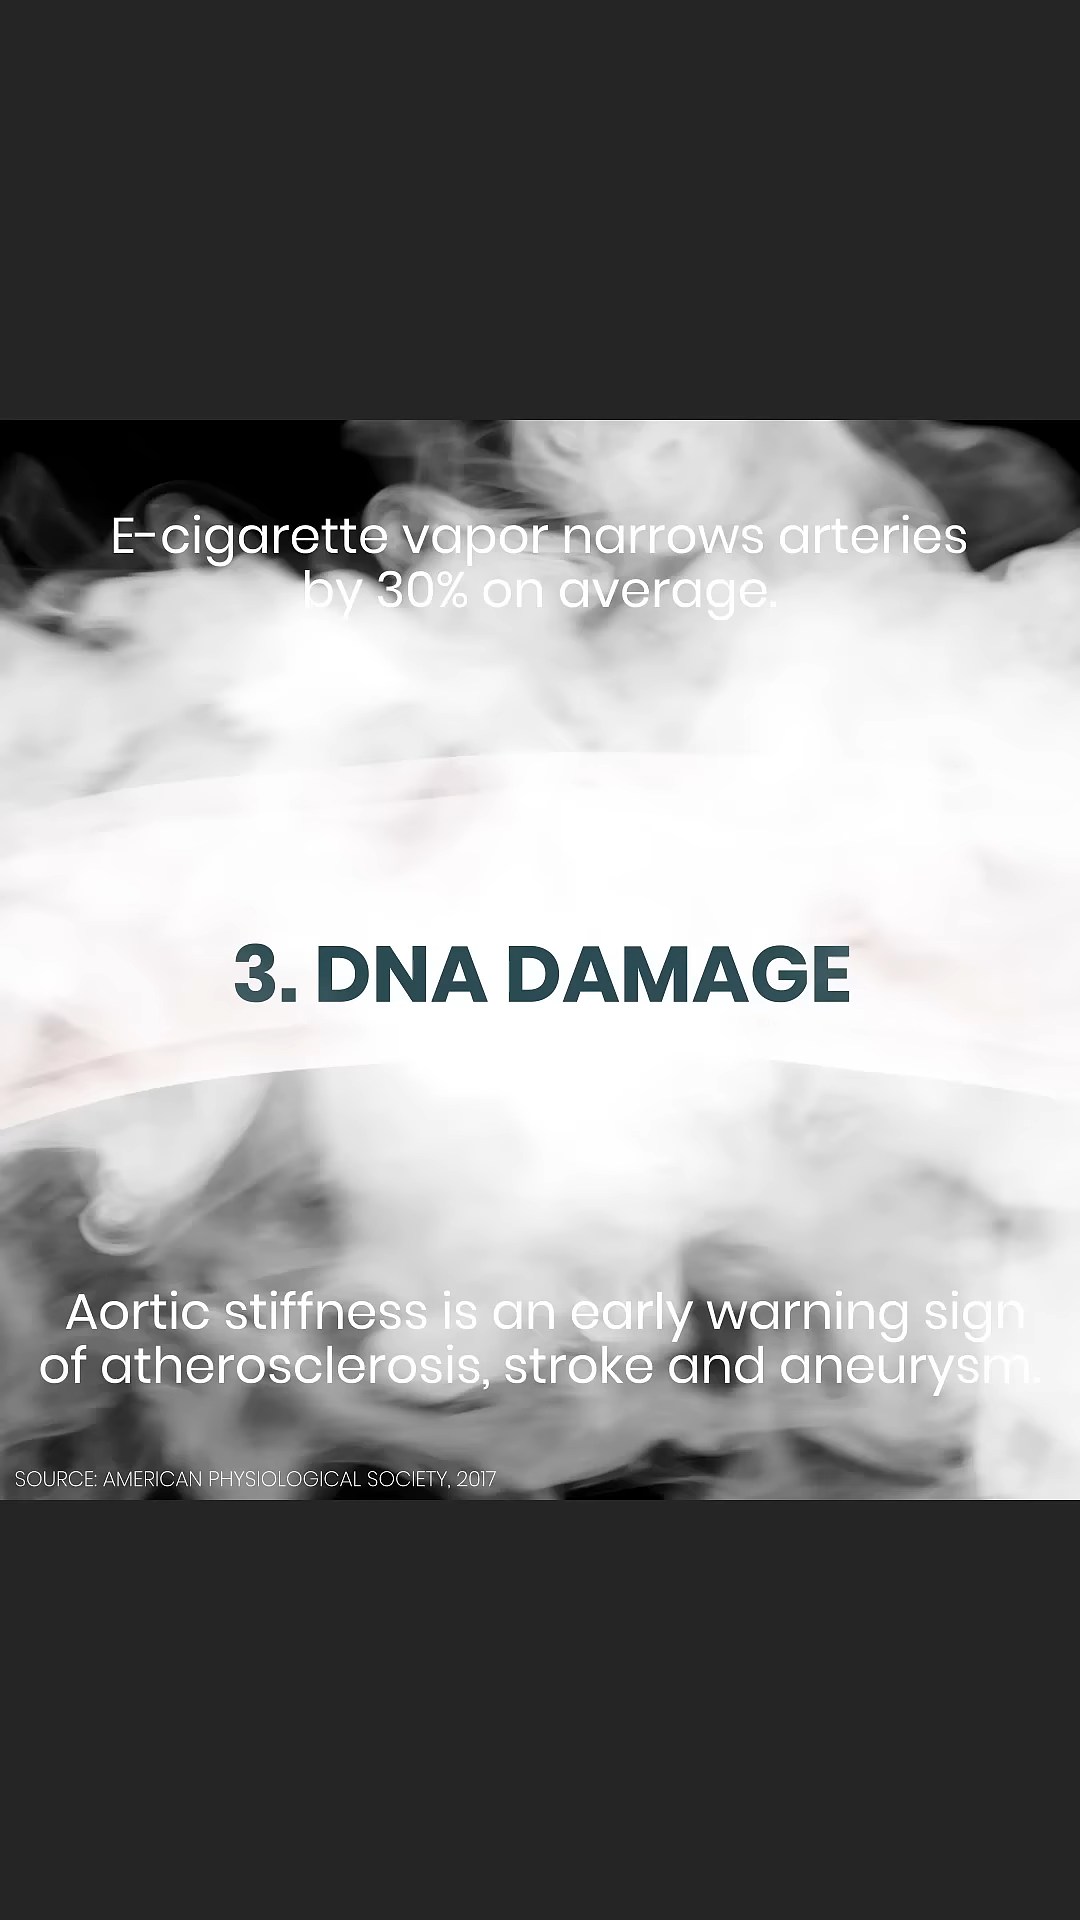 E-cigarette vapor narrows arteries
by 30% on average.
3. DNA DAMAGE
Aortic stiffness is an early warning sign
of atherosclerosis, stroke and aneurysm.
SOURCE: AMERICAN PHYSIOLOGICAL SOCIETY, 2017